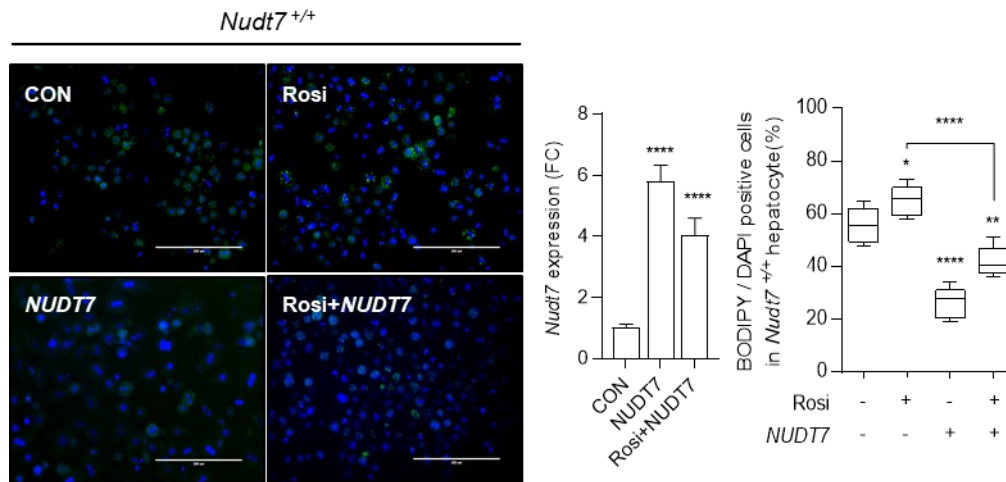 Nudt7 +/+
CON
Rosi
NUDT7
Rosi+NUDT7
Nudt7 expression (FC)
8
6
4
2
0
****
****
CON
NUDT7
Rosi+NUDT7
BODIPY / DAPI positive cells
in Nudt7 +/+ hepatocyte(%)
100
80
60
40
20
0
****
*
****
**
Rosi - + - +
NUDT7 - - + +